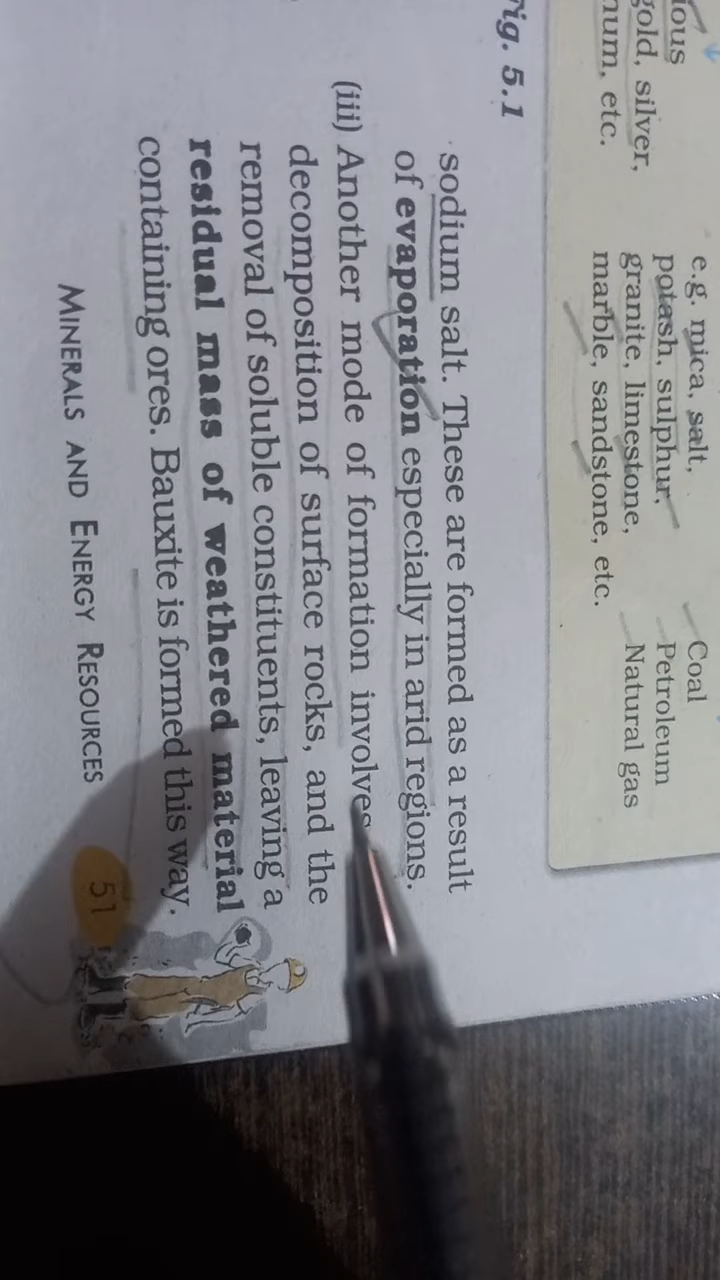 gold, silver,
num, etc.
e.g. mica, salt,
potash, sulphur,
granite, limestone,
marble, sandstone, etc.
Coal
Petroleum
Natural gas
Fig. 5.1
sodium salt. These are formed as a result
of evaporation especially in arid regions.
(iii) Another mode of formation involves
decomposition of surface rocks, and the
removal of soluble constituents, leaving a
residual mass of weathered material
containing ores. Bauxite is formed this way.
MINERALS AND ENERGY RESOURCES
51